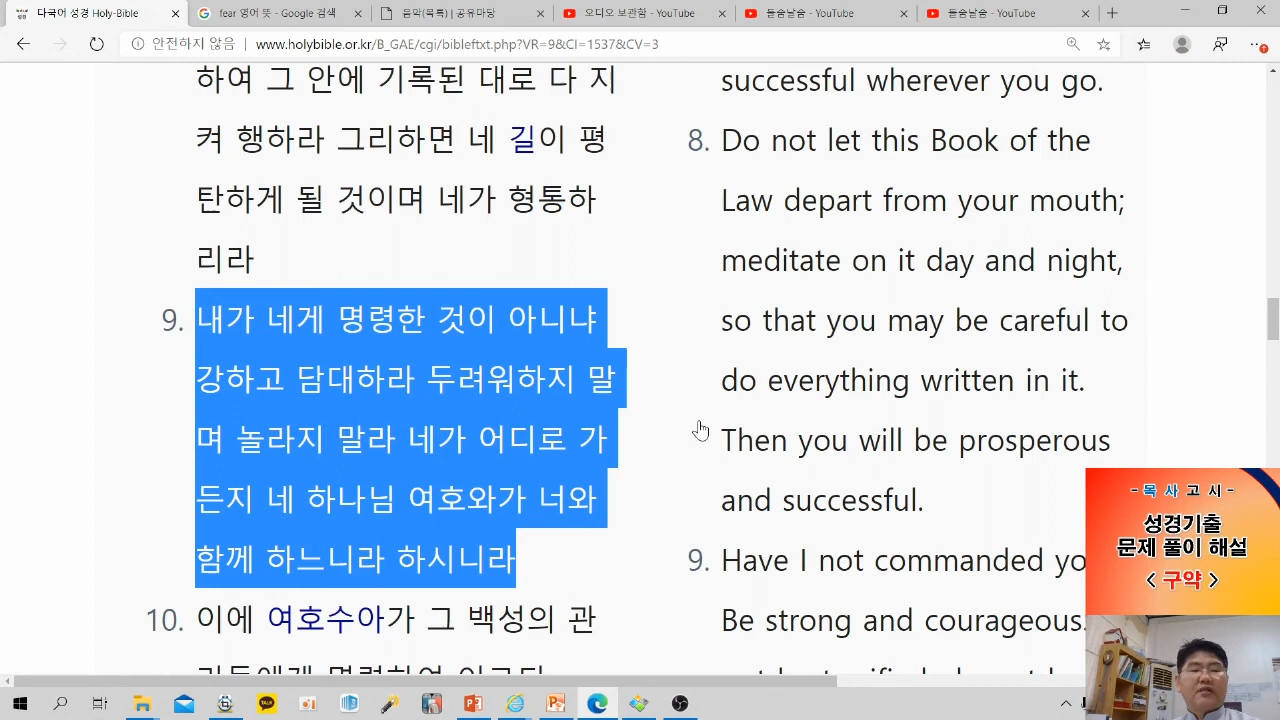 다국어 성경 Holy-Bible
fear 영어 뜻 - Google 검색
음악(목록) | 공유마당
오디오 보관함 - YouTube
돌숨날숨 - YouTube
돌숨날숨 - YouTube
안전하지 않음
www.holybible.or.kr/B_GAE/cgi/bibleftxt.php?VR=9&CI=1537&CV=3
하여 그 안에 기록된 대로 다 지
켜 행하라 그리하면 네 길이 평
탄하게 될 것이며 네가 형통하
리라
9. 내가 네게 명령한 것이 아니냐
강하고 담대하라 두려워하지 말
며 놀라지 말라 네가 어디로 가
든지 네 하나님 여호와가 너와
함께 하느니라 하시니라
10. 이에 여호수아가 그 백성의 관
successful wherever you go.
8. Do not let this Book of the
Law depart from your mouth;
meditate on it day and night,
so that you may be careful to
do everything written in it.
Then you will be prosperous
and successful.
9. Have I not commanded yo
Be strong and courageous.
- 목 사 고 시 -
성경기출
문제 풀이 해설
< 구약 >
TALK